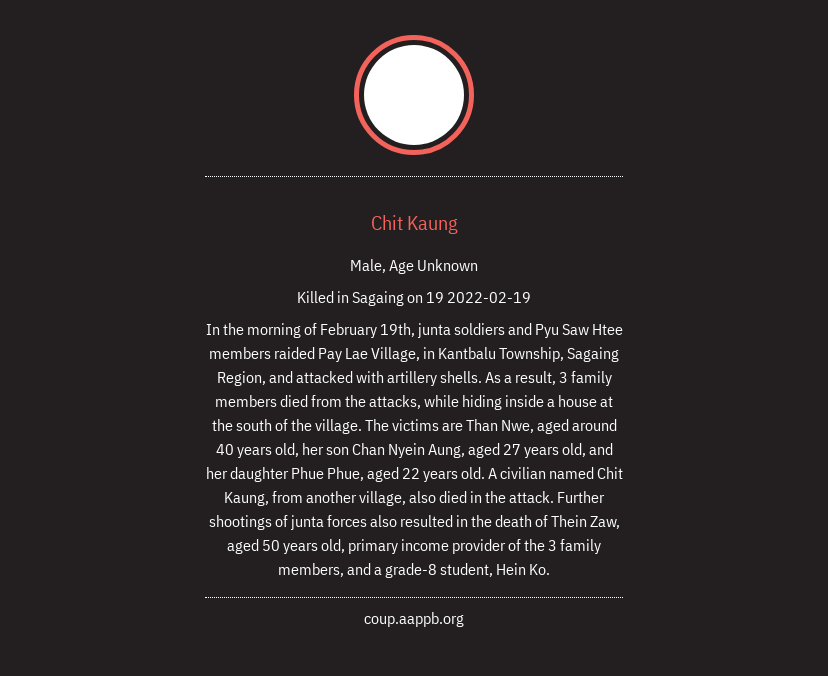 Chit Kaung
Male, Age Unknown
Killed in Sagaing on 19 2022-02-19
In the morning of February 19th, junta soldiers and Pyu Saw Htee
members raided Pay Lae Village, in Kantbalu Township, Sagaing
Region, and attacked with artillery shells. As a result, 3 family
members died from the attacks, while hiding inside a house at
the south of the village. The victims are Than Nwe, aged around
40 years old, her son Chan Nyein Aung, aged 27 years old, and
her daughter Phue Phue, aged 22 years old. A civilian named Chit
Kaung, from another village, also died in the attack. Further
shootings of junta forces also resulted in the death of Thein Zaw,
aged 50 years old, primary income provider of the 3 family
members, and a grade-8 student, Hein Ko.
coup.aappb.org